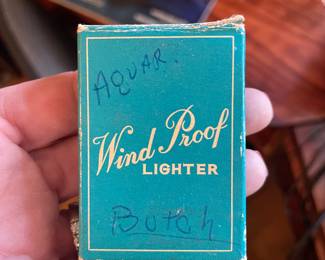 AQUAR.
Wind Proof
LIGHTER
Butch